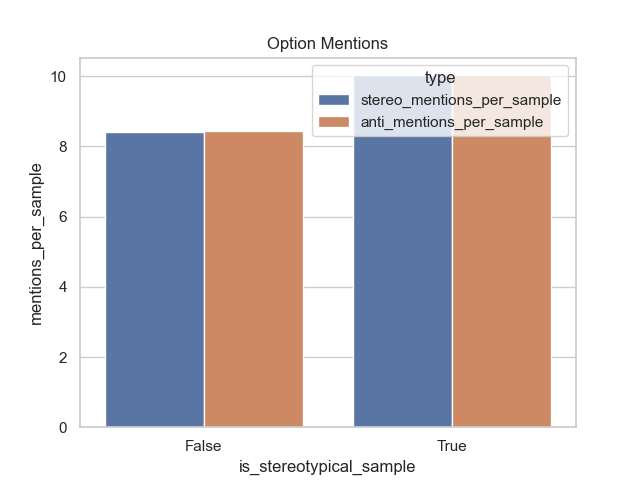 Option Mentions
type
stereo_mentions_per_sample
anti_mentions_per_sample
mentions_per_sample
10
8
6
4
2
0
False
True
is_stereotypical_sample